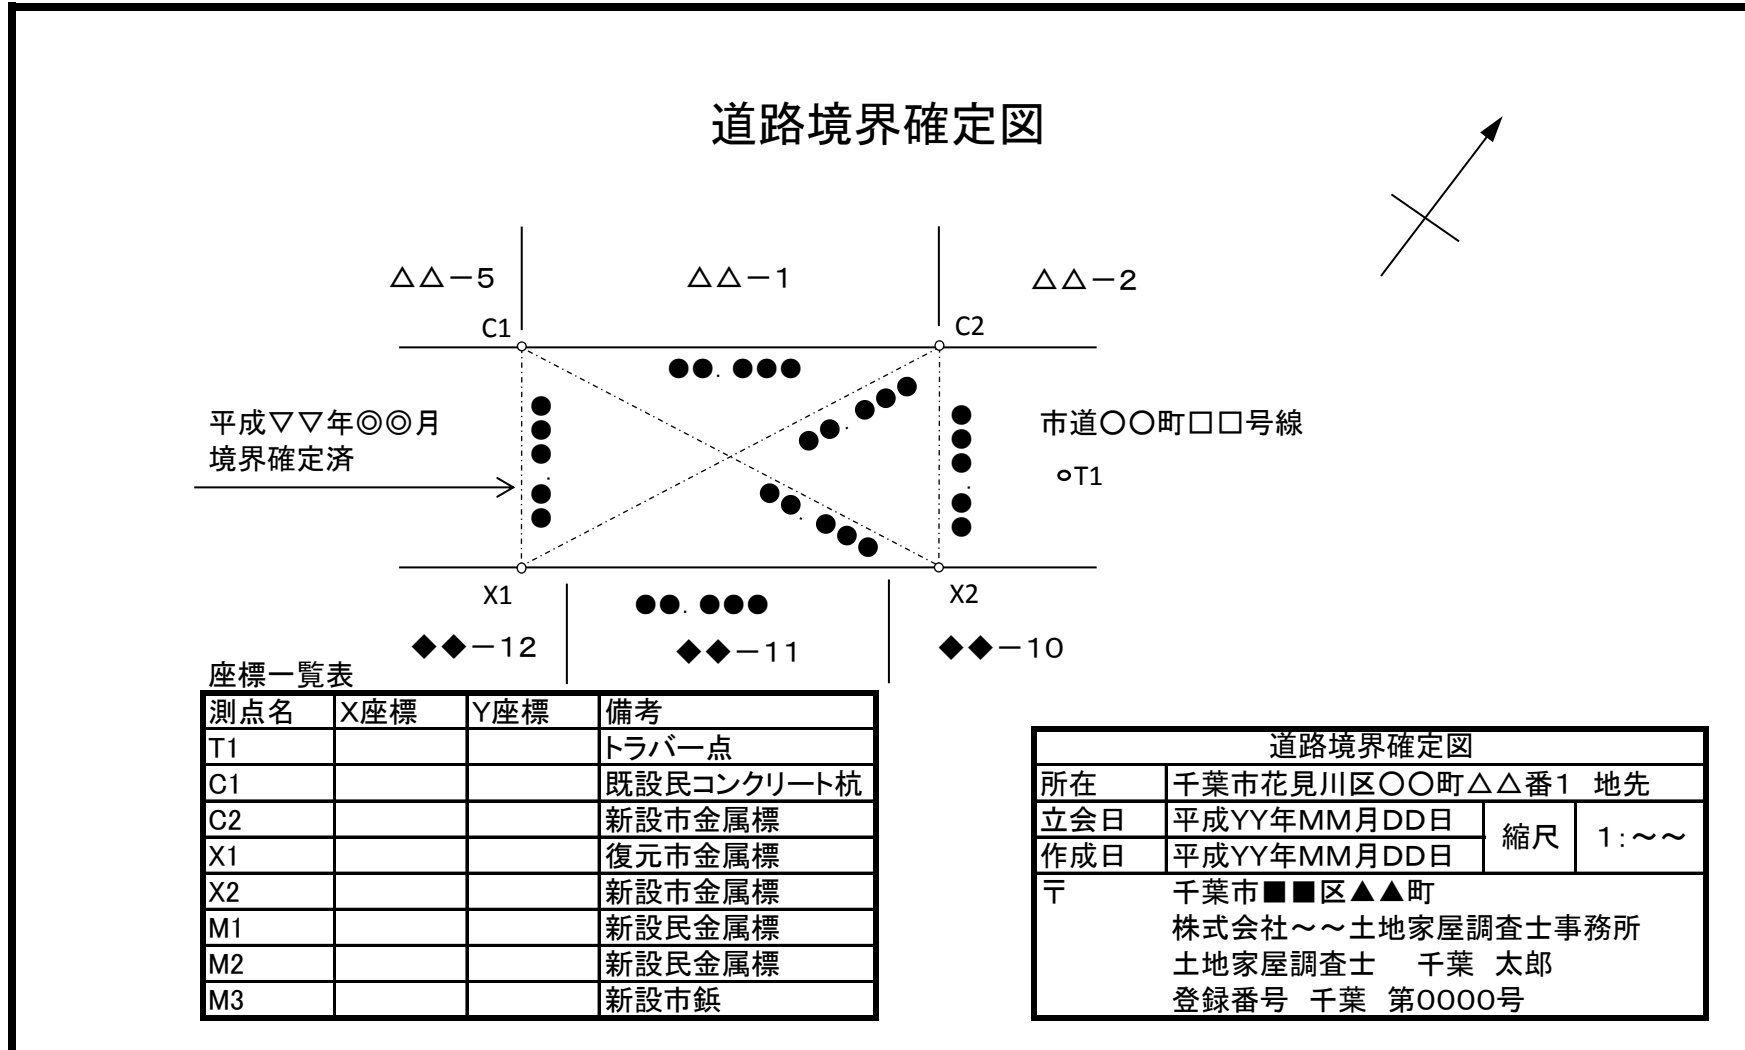 道路境界確定図
△△－5
△△－1
△△－2
C1
C2
●●．●●●
●●．●●●
●●●．●●
●●●．●●
平成▽▽年◎◎月
境界確定済
市道〇〇町□□号線
T1
●●．●●●
X1
X2
●●．●●●
◆◆－12
◆◆－11
◆◆－10
座標一覧表
測点名 X座標 Y座標 備考
T1 トラバー点
C1 既設民コンクリート杭
C2 新設市金属標
X1 復元市金属標
X2 新設市金属標
M1 新設民金属標
M2 新設民金属標
M3 新設市鋲
道路境界確定図
所在 千葉市花見川区〇〇町△△番1 地先
立会日 平成YY年MM月DD日
縮尺 1：～～
作成日 平成YY年MM月DD日
〒 千葉市■■区▲▲町
株式会社～～土地家屋調査士事務所
土地家屋調査士 千葉 太郎
登録番号 千葉 第0000号